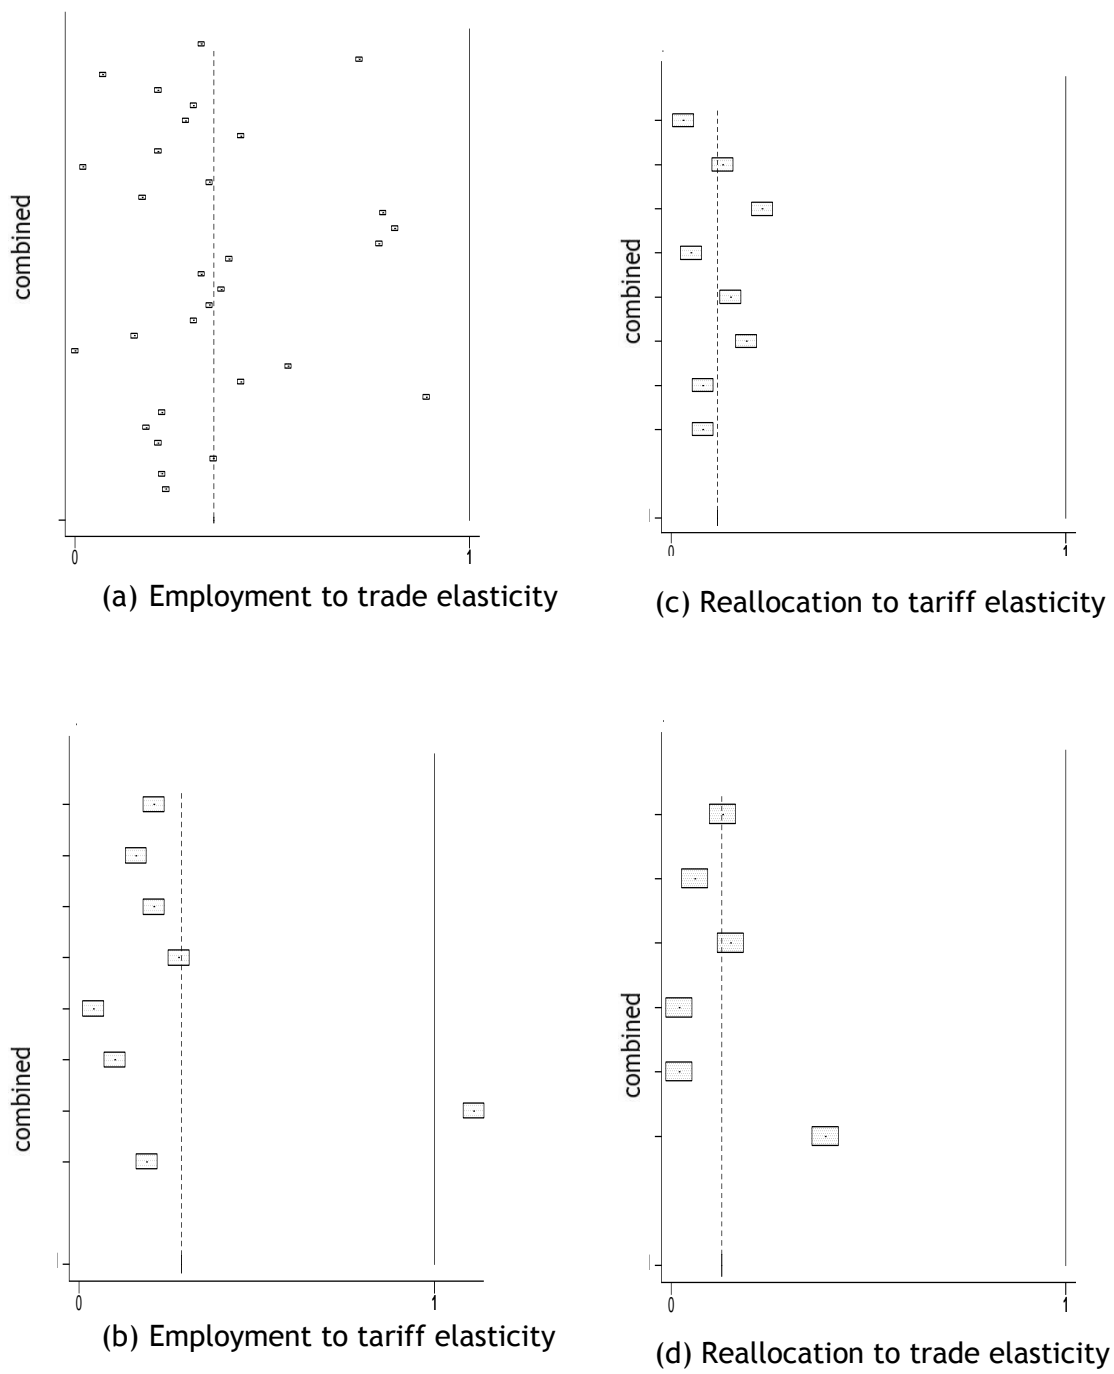 combined
0 1
(a) Employment to trade elasticity
combined
0 1
(c) Reallocation to tariff elasticity
combined
0 1
(b) Employment to tariff elasticity
combined
0 1
(d) Reallocation to trade elasticity